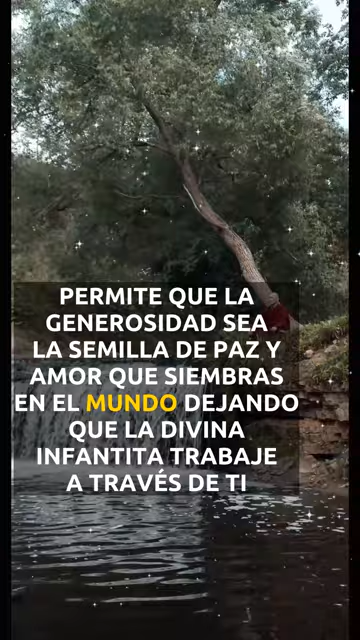 PERMITE QUE LA
GENEROSIDAD SEA
LA SEMILLA DE PAZ Y
AMOR QUE SIEMBRAS
EN EL MUNDO DEJANDO
QUE LA DIVINA
INFANTITA TRABAJE
A TRAVÉS DE TI